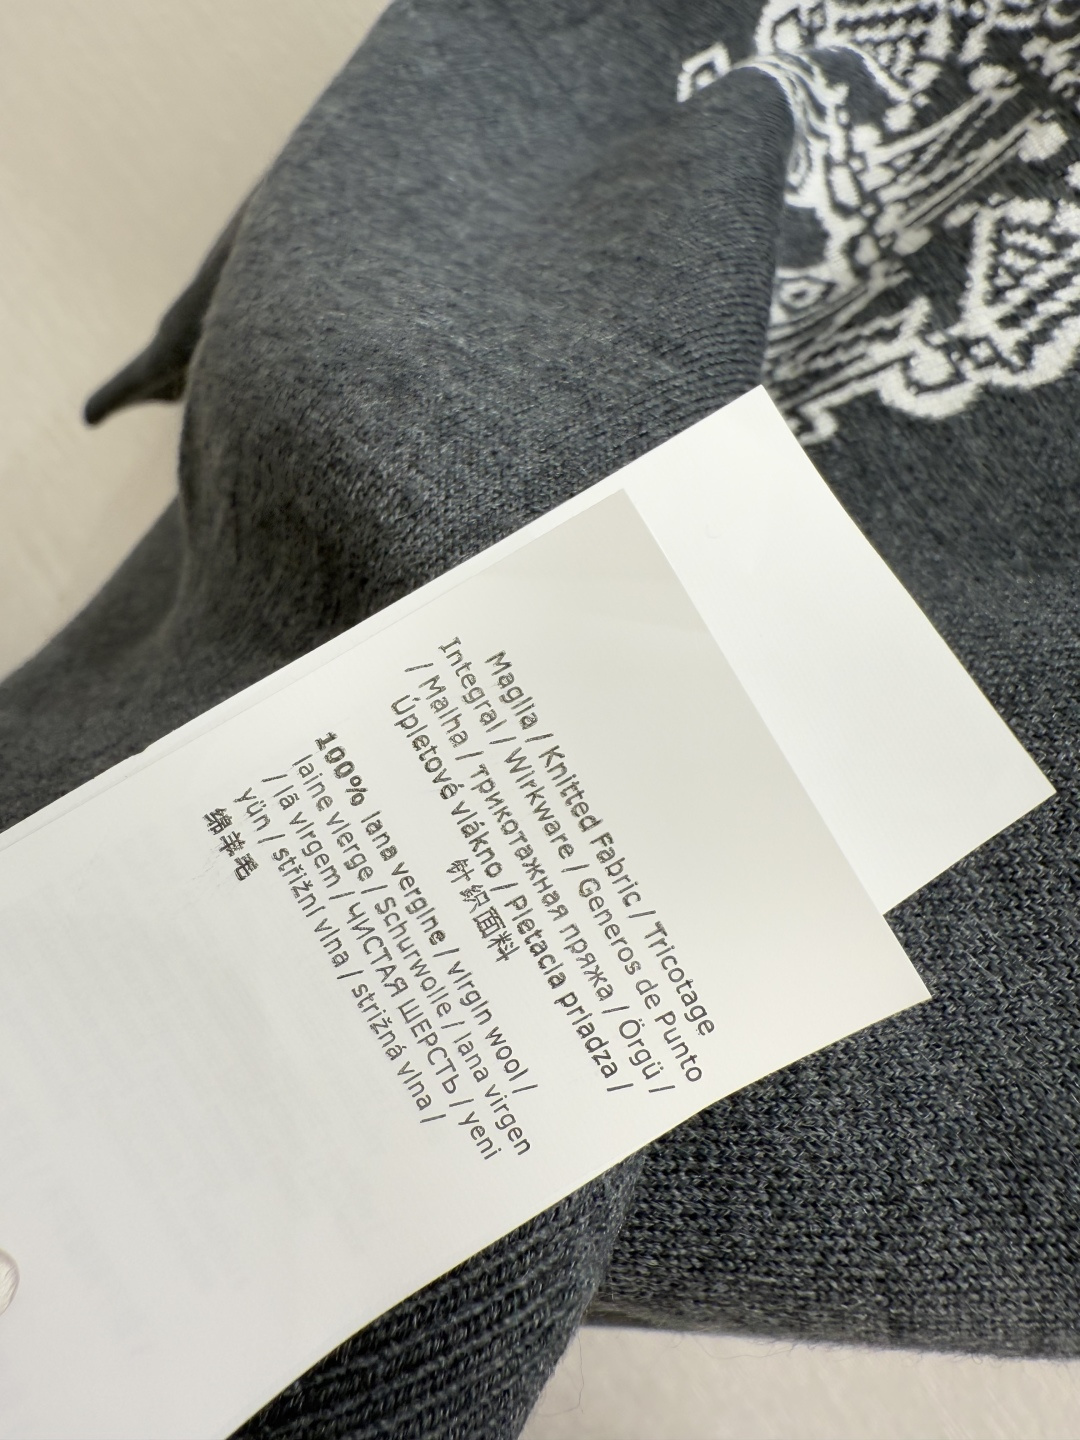 Maglia / Knitted Fabric / Tricotage
Integral / Wirkware / Generos de Punto
/ Malha / трикотажная пряжа / Örgü /
Úpletové vlákno / Pletacia priadza /
针织面料
100% lana vergine / virgin wool /
laine vierge / Schurwolle / lana virgen
/ lã virgem / ЧИСТАЯ ШЕРСТЬ / yeni
yün / střižní vlna / strižná vlna /
绵羊毛